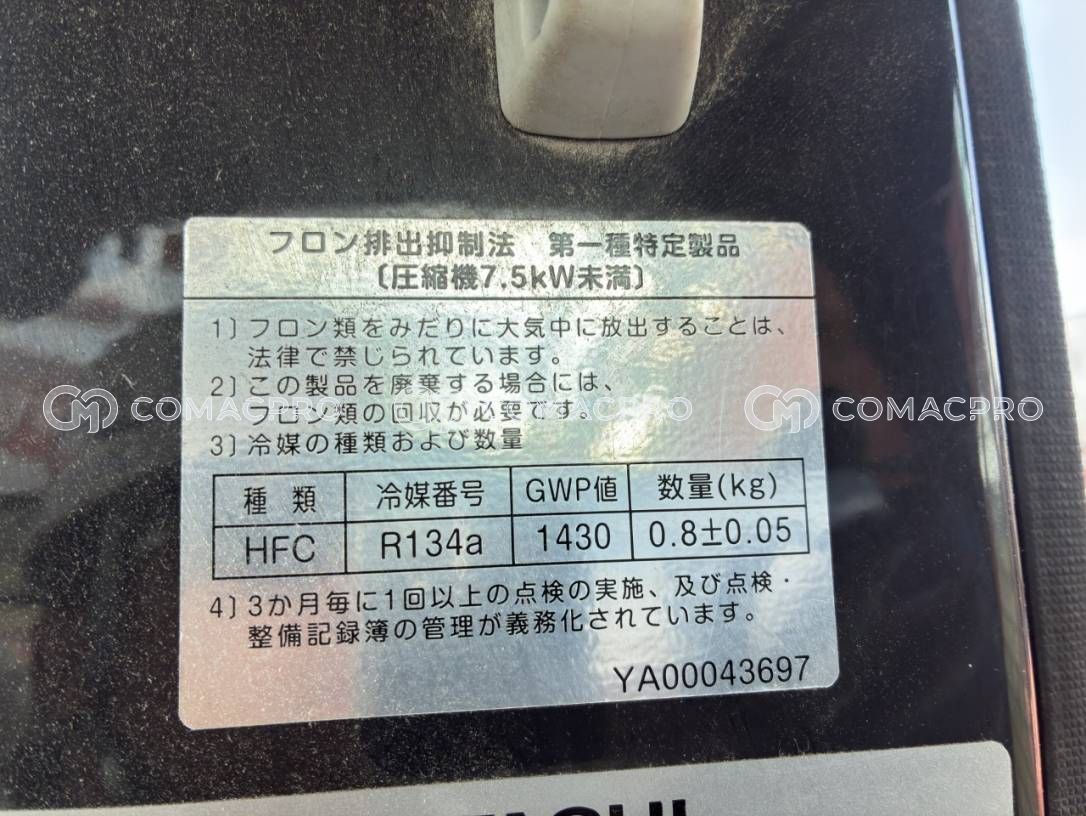 フロン排出抑制法 第一種特定製品
〔圧縮機7.5kW未満〕
1〕フロン類をみだりに大気中に放出することは、
法律で禁じられています。
2〕この製品を廃棄する場合には、
フロン類の回収が必要です。
3〕冷媒の種類および数量
種 類 冷媒番号 GWP値 数量(kg)
HFC R134a 1430 0.8±0.05
4〕3か月毎に1回以上の点検の実施、及び点検・
整備記録簿の管理が義務化されています。
YA00043697
COMACPRO COMACPRO